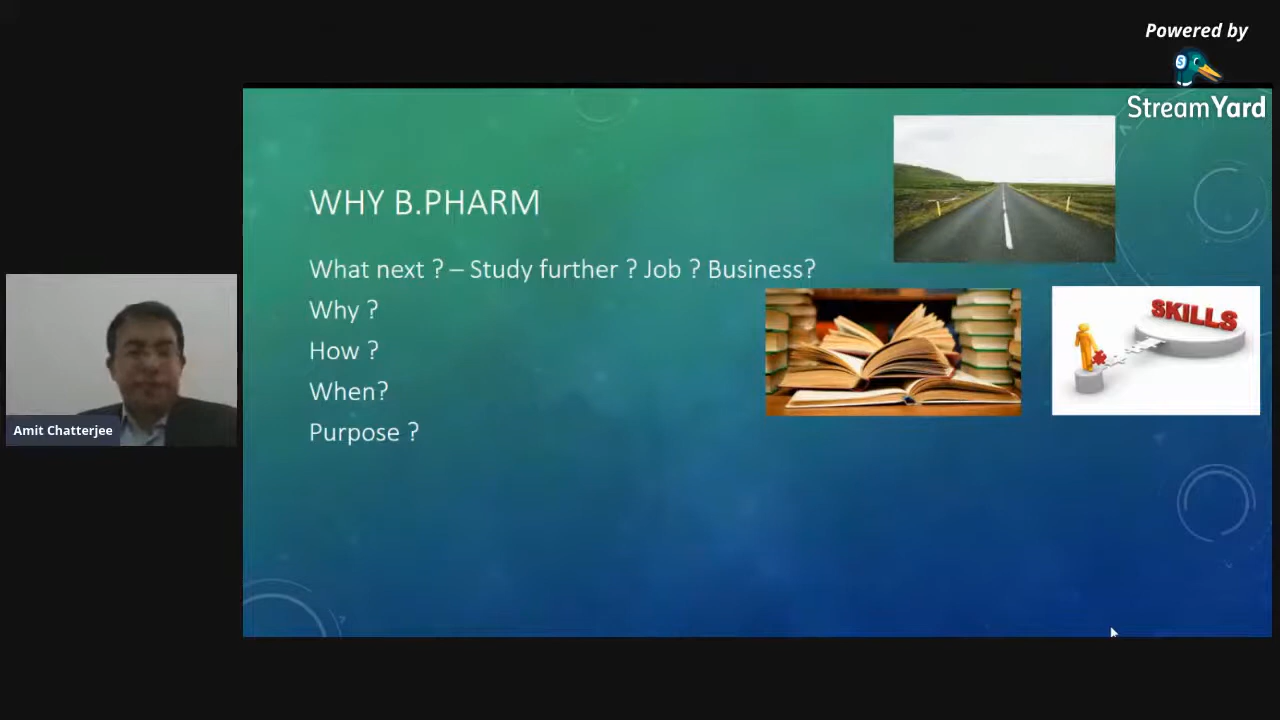 Powered by
StreamYard
WHY B.PHARM
What next ? – Study further ? Job ? Business?
Why ?
How ?
When?
Purpose ?
SKILLS
Amit Chatterjee